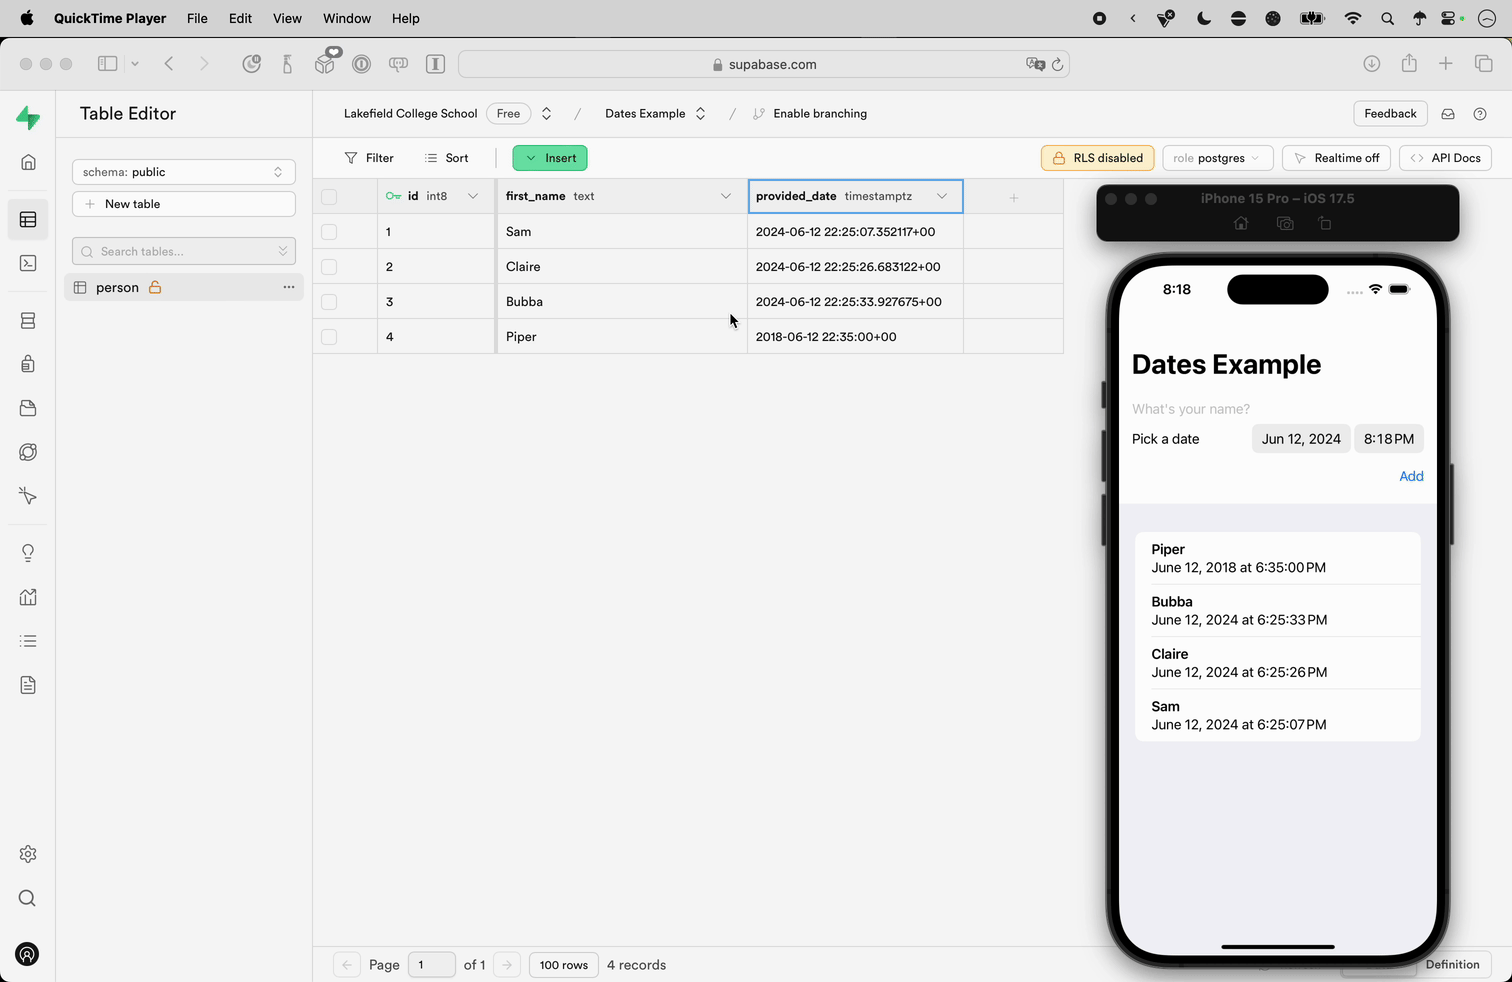 QuickTime Player File Edit View Window Help
supabase.com
Table Editor
Lakefield College School Free / Dates Example / Enable branching Feedback
schema: public
New table
Search tables...
person
Filter Sort Insert RLS disabled role postgres Realtime off API Docs
id int8 first_name text provided_date timestamptz
1 Sam 2024-06-12 22:25:07.352117+00
2 Claire 2024-06-12 22:25:26.683122+00
3 Bubba 2024-06-12 22:25:33.927675+00
4 Piper 2018-06-12 22:35:00+00
Page 1 of 1 100 rows 4 records
Definition
iPhone 15 Pro – iOS 17.5
8:18
Dates Example
What's your name?
Pick a date Jun 12, 2024 8:18 PM
Add
Piper
June 12, 2018 at 6:35:00 PM
Bubba
June 12, 2024 at 6:25:33 PM
Claire
June 12, 2024 at 6:25:26 PM
Sam
June 12, 2024 at 6:25:07 PM